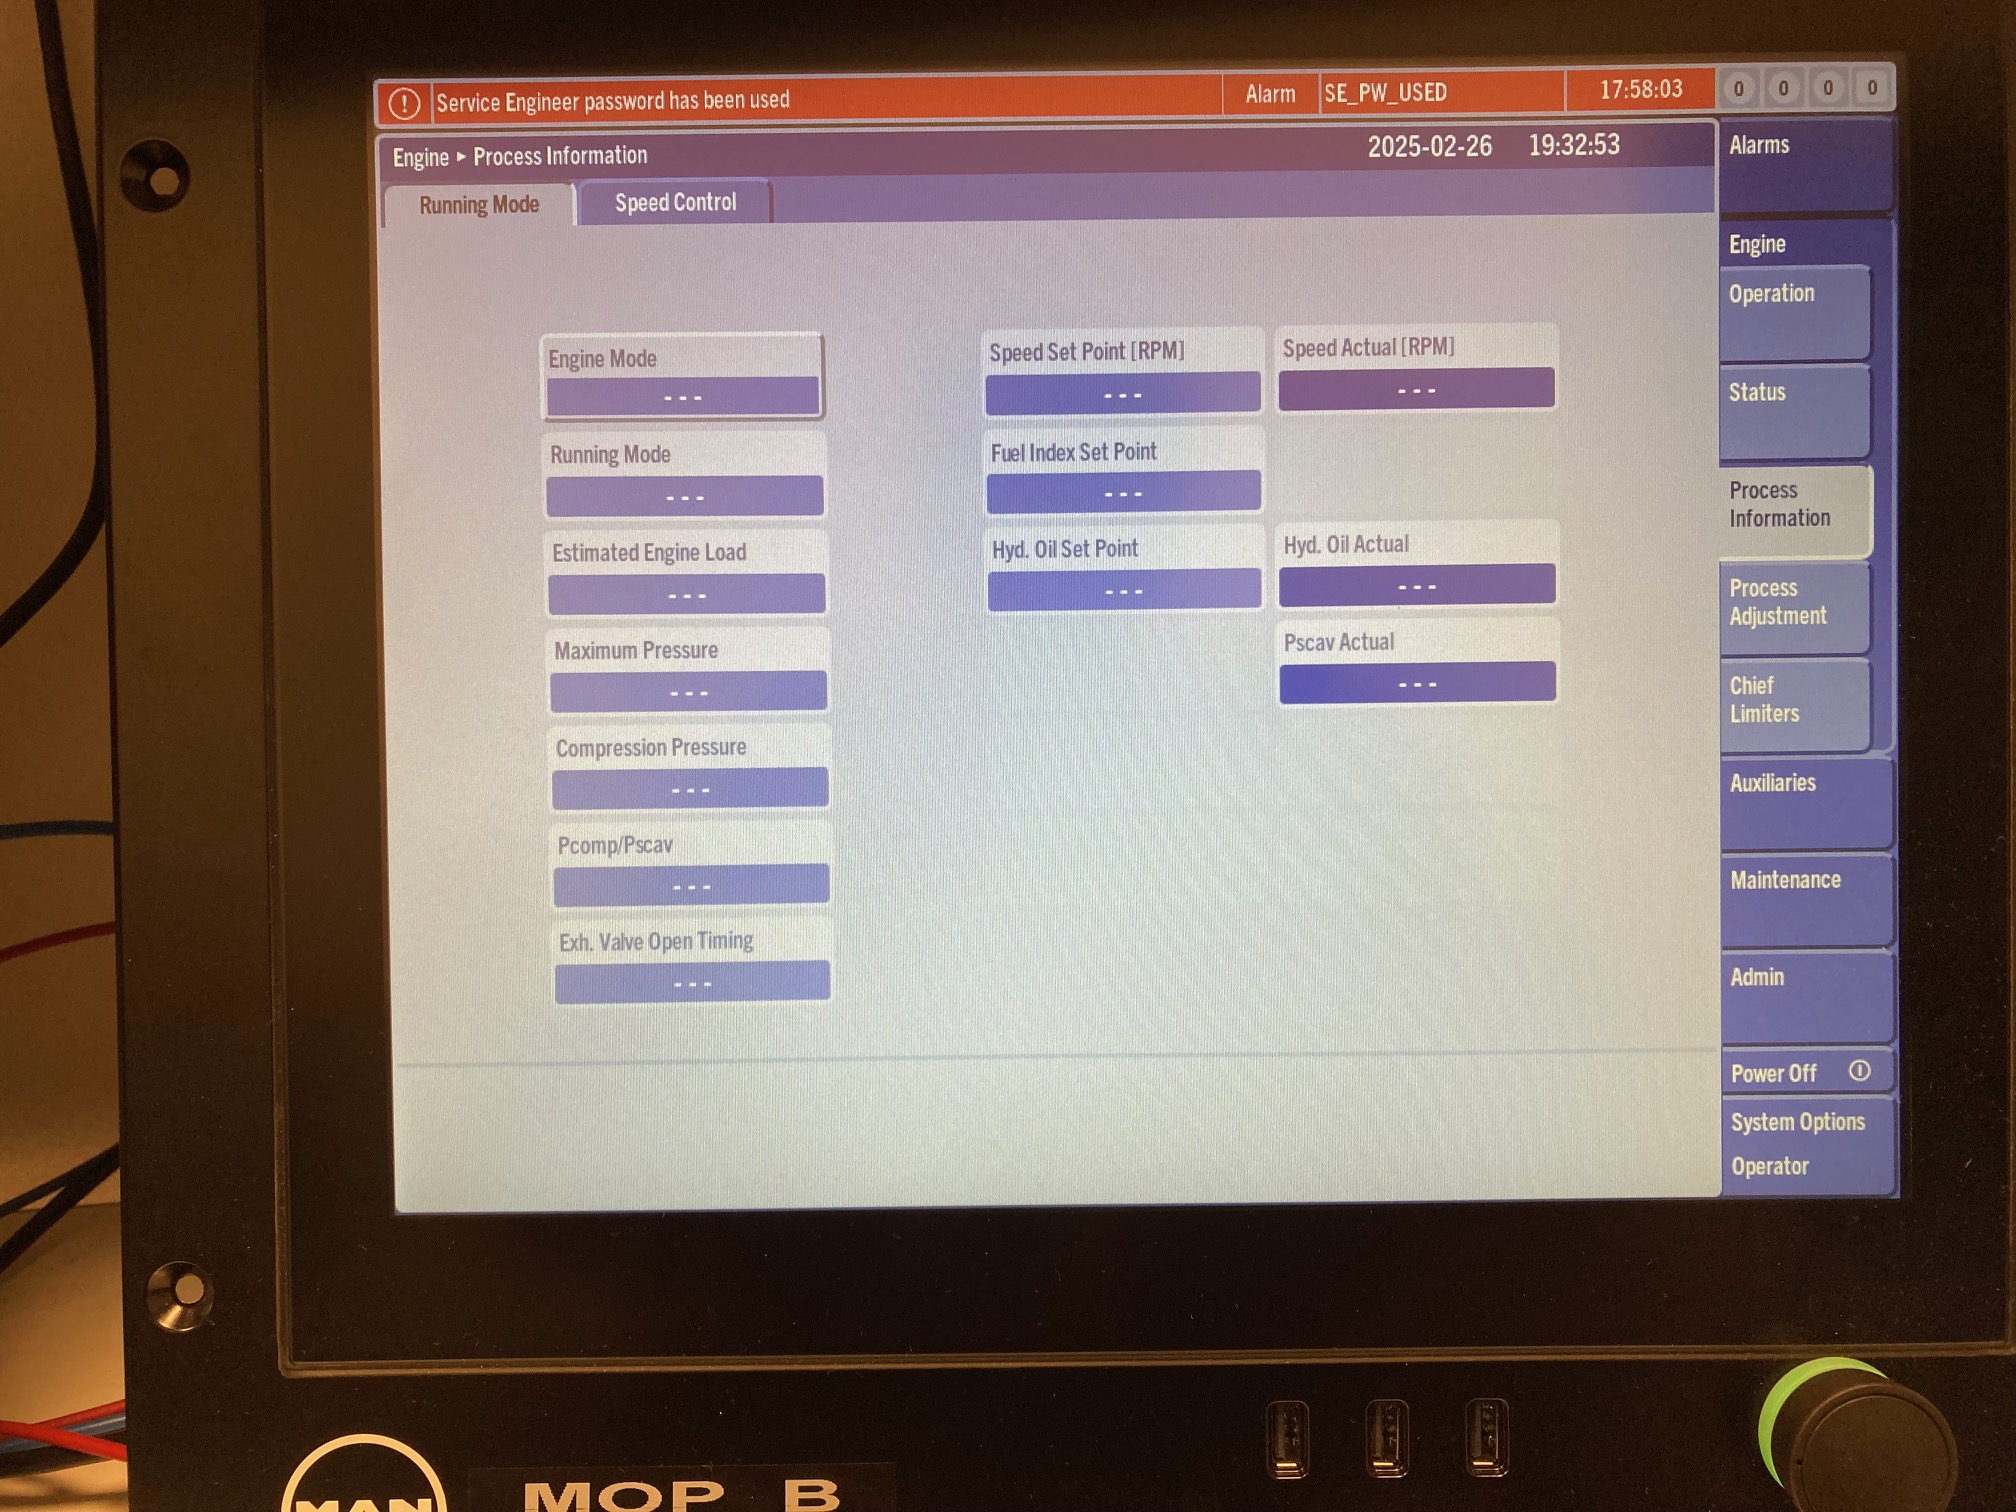 Service Engineer password has been used Alarm SE_PW_USED 17:58:03 0 0 0 0
Engine ▸ Process Information 2025-02-26 19:32:53
Running Mode Speed Control
Engine Mode
---
Running Mode
---
Estimated Engine Load
---
Maximum Pressure
---
Compression Pressure
---
Pcomp/Pscav
---
Exh. Valve Open Timing
---
Speed Set Point [RPM]
---
Fuel Index Set Point
---
Hyd. Oil Set Point
---
Speed Actual [RPM]
---
Hyd. Oil Actual
---
Pscav Actual
---
Alarms
Engine
Operation
Status
Process
Information
Process
Adjustment
Chief
Limiters
Auxiliaries
Maintenance
Admin
Power Off
System Options
Operator
MAN
MOP B